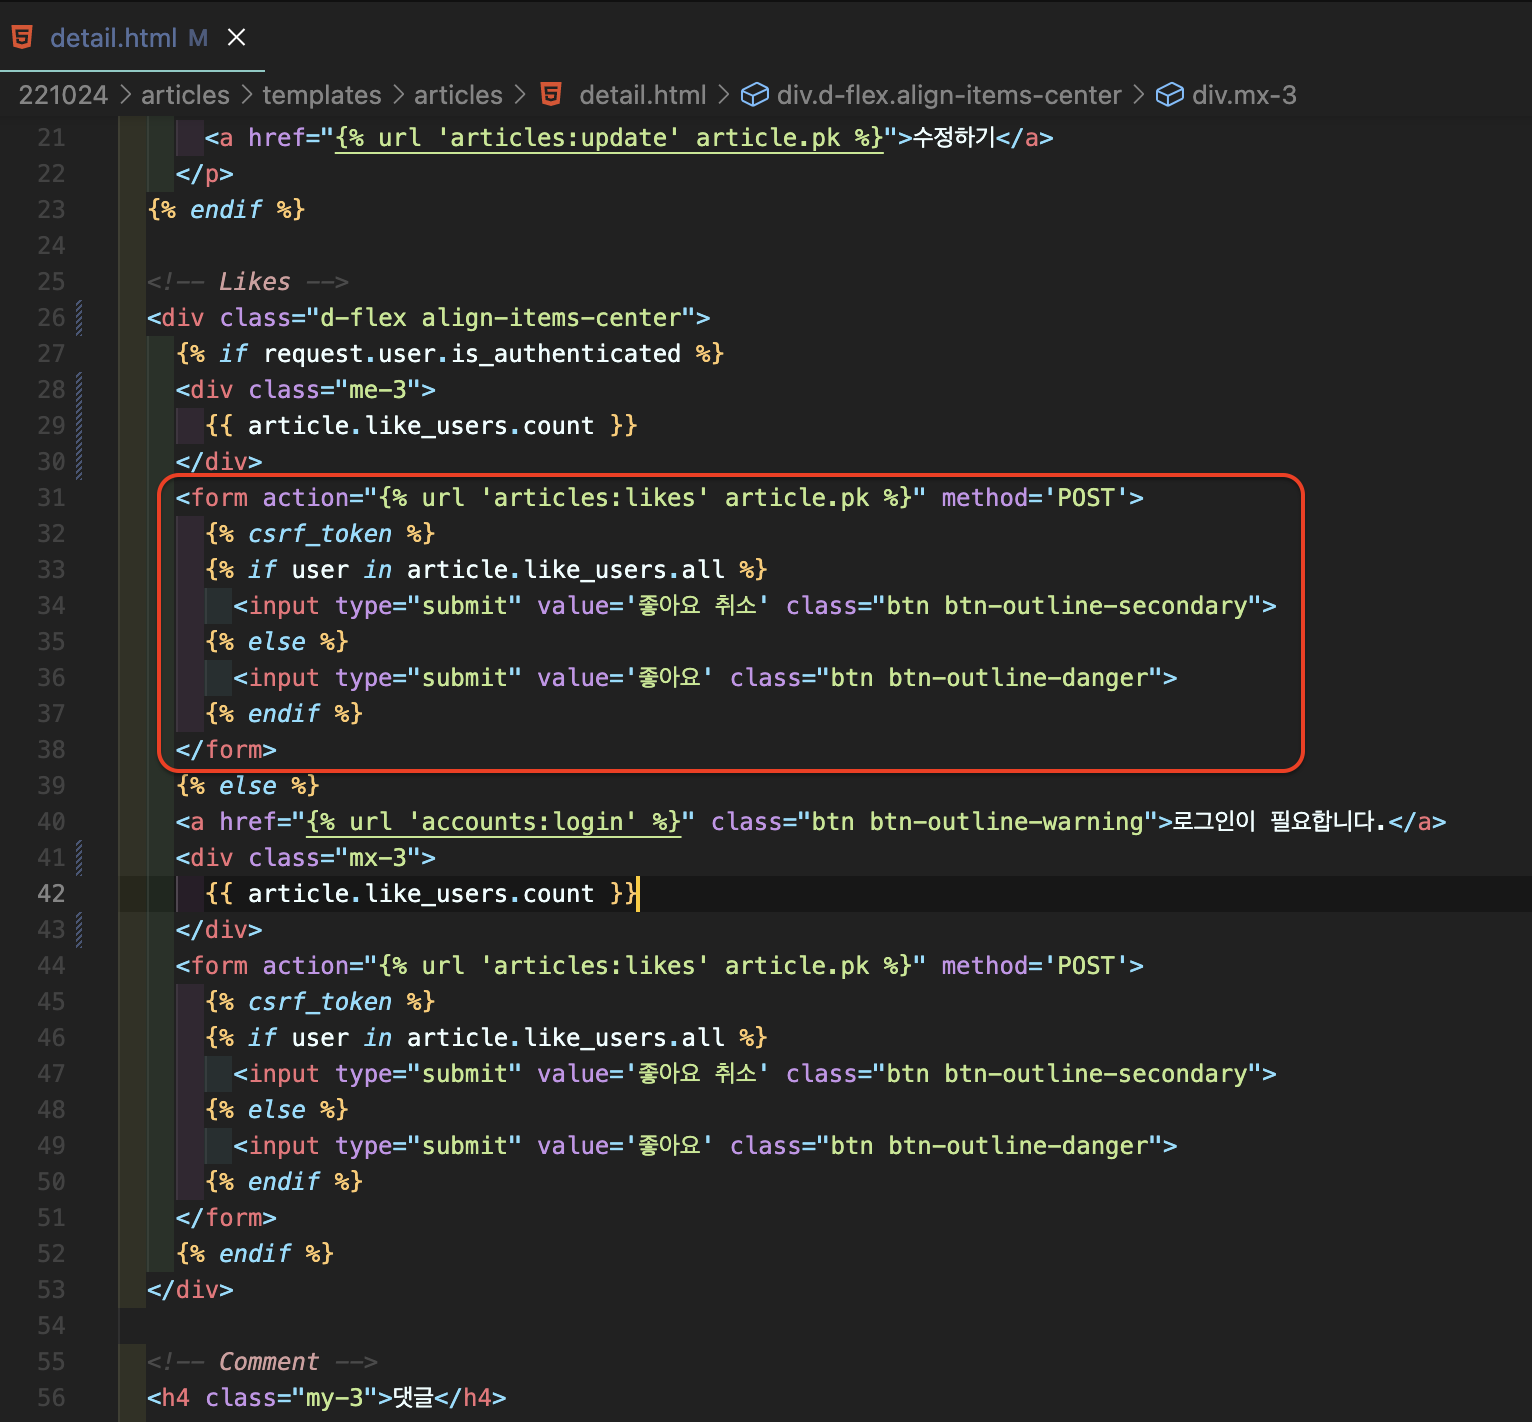 detail.html M
221024 > articles > templates > articles > detail.html > div.d-flex.align-items-center > div.mx-3
21 <a href="{% url 'articles:update' article.pk %}">수정하기</a>
22 </p>
23 {% endif %}
24
25 <!-- Likes -->
26 <div class="d-flex align-items-center">
27 {% if request.user.is_authenticated %}
28 <div class="me-3">
29 {{ article.like_users.count }}
30 </div>
31 <form action="{% url 'articles:likes' article.pk %}" method='POST'>
32 {% csrf_token %}
33 {% if user in article.like_users.all %}
34 <input type="submit" value='좋아요 취소' class="btn btn-outline-secondary">
35 {% else %}
36 <input type="submit" value='좋아요' class="btn btn-outline-danger">
37 {% endif %}
38 </form>
39 {% else %}
40 <a href="{% url 'accounts:login' %}" class="btn btn-outline-warning">로그인이 필요합니다.</a>
41 <div class="mx-3">
42 {{ article.like_users.count }}
43 </div>
44 <form action="{% url 'articles:likes' article.pk %}" method='POST'>
45 {% csrf_token %}
46 {% if user in article.like_users.all %}
47 <input type="submit" value='좋아요 취소' class="btn btn-outline-secondary">
48 {% else %}
49 <input type="submit" value='좋아요' class="btn btn-outline-danger">
50 {% endif %}
51 </form>
52 {% endif %}
53 </div>
54
55 <!-- Comment -->
56 <h4 class="my-3">댓글</h4>